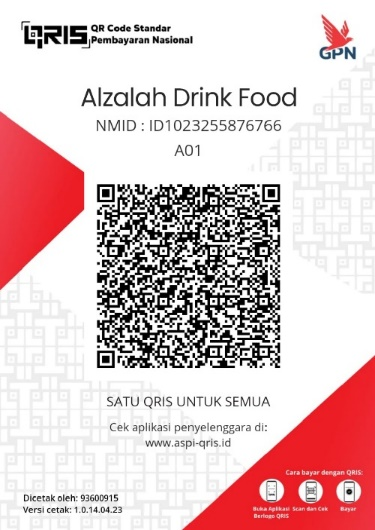 QRIS QR Code Standar
Pembayaran Nasional
GPN
Alzalah Drink Food
NMID : ID1023255876766
A01
SATU QRIS UNTUK SEMUA
Cek aplikasi penyelenggara di:
www.aspi-qris.id
Cara bayar dengan QRIS:
Buka Aplikasi Scan dan Cek Bayar
Berlogo QRIS
Dicetak oleh: 93600915
Versi cetak: 1.0.14.04.23